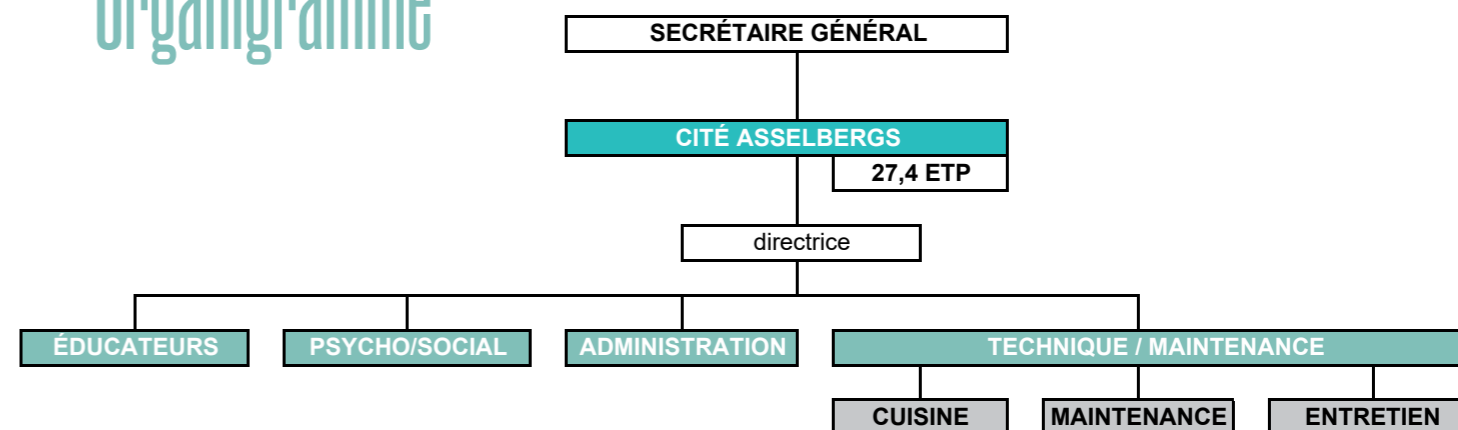 organigramme
SECRÉTAIRE GÉNÉRAL
CITÉ ASSELBERGS
27,4 ETP
directrice
ÉDUCATEURS
PSYCHO/SOCIAL
ADMINISTRATION
TECHNIQUE / MAINTENANCE
CUISINE
MAINTENANCE
ENTRETIEN